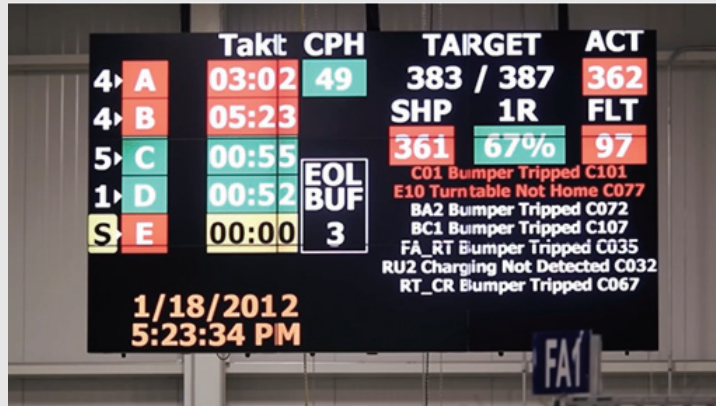 Takt CPH TARGET ACT
4 A 03:02 49 383 / 387 362
4 B 05:23 SHP 1R FLT
5 C 00:55 361 67% 97
1 D 00:52 EOL BUF 3
S E 00:00
C01 Bumper Tripped C101
E10 Turntable Not Home C077
BA2 Bumper Tripped C072
BC1 Bumper Tripped C107
FA_RT Bumper Tripped C035
RU2 Charging Not Detected C032
RT_CR Bumper Tripped C067
1/18/2012
5:23:34 PM
FA1